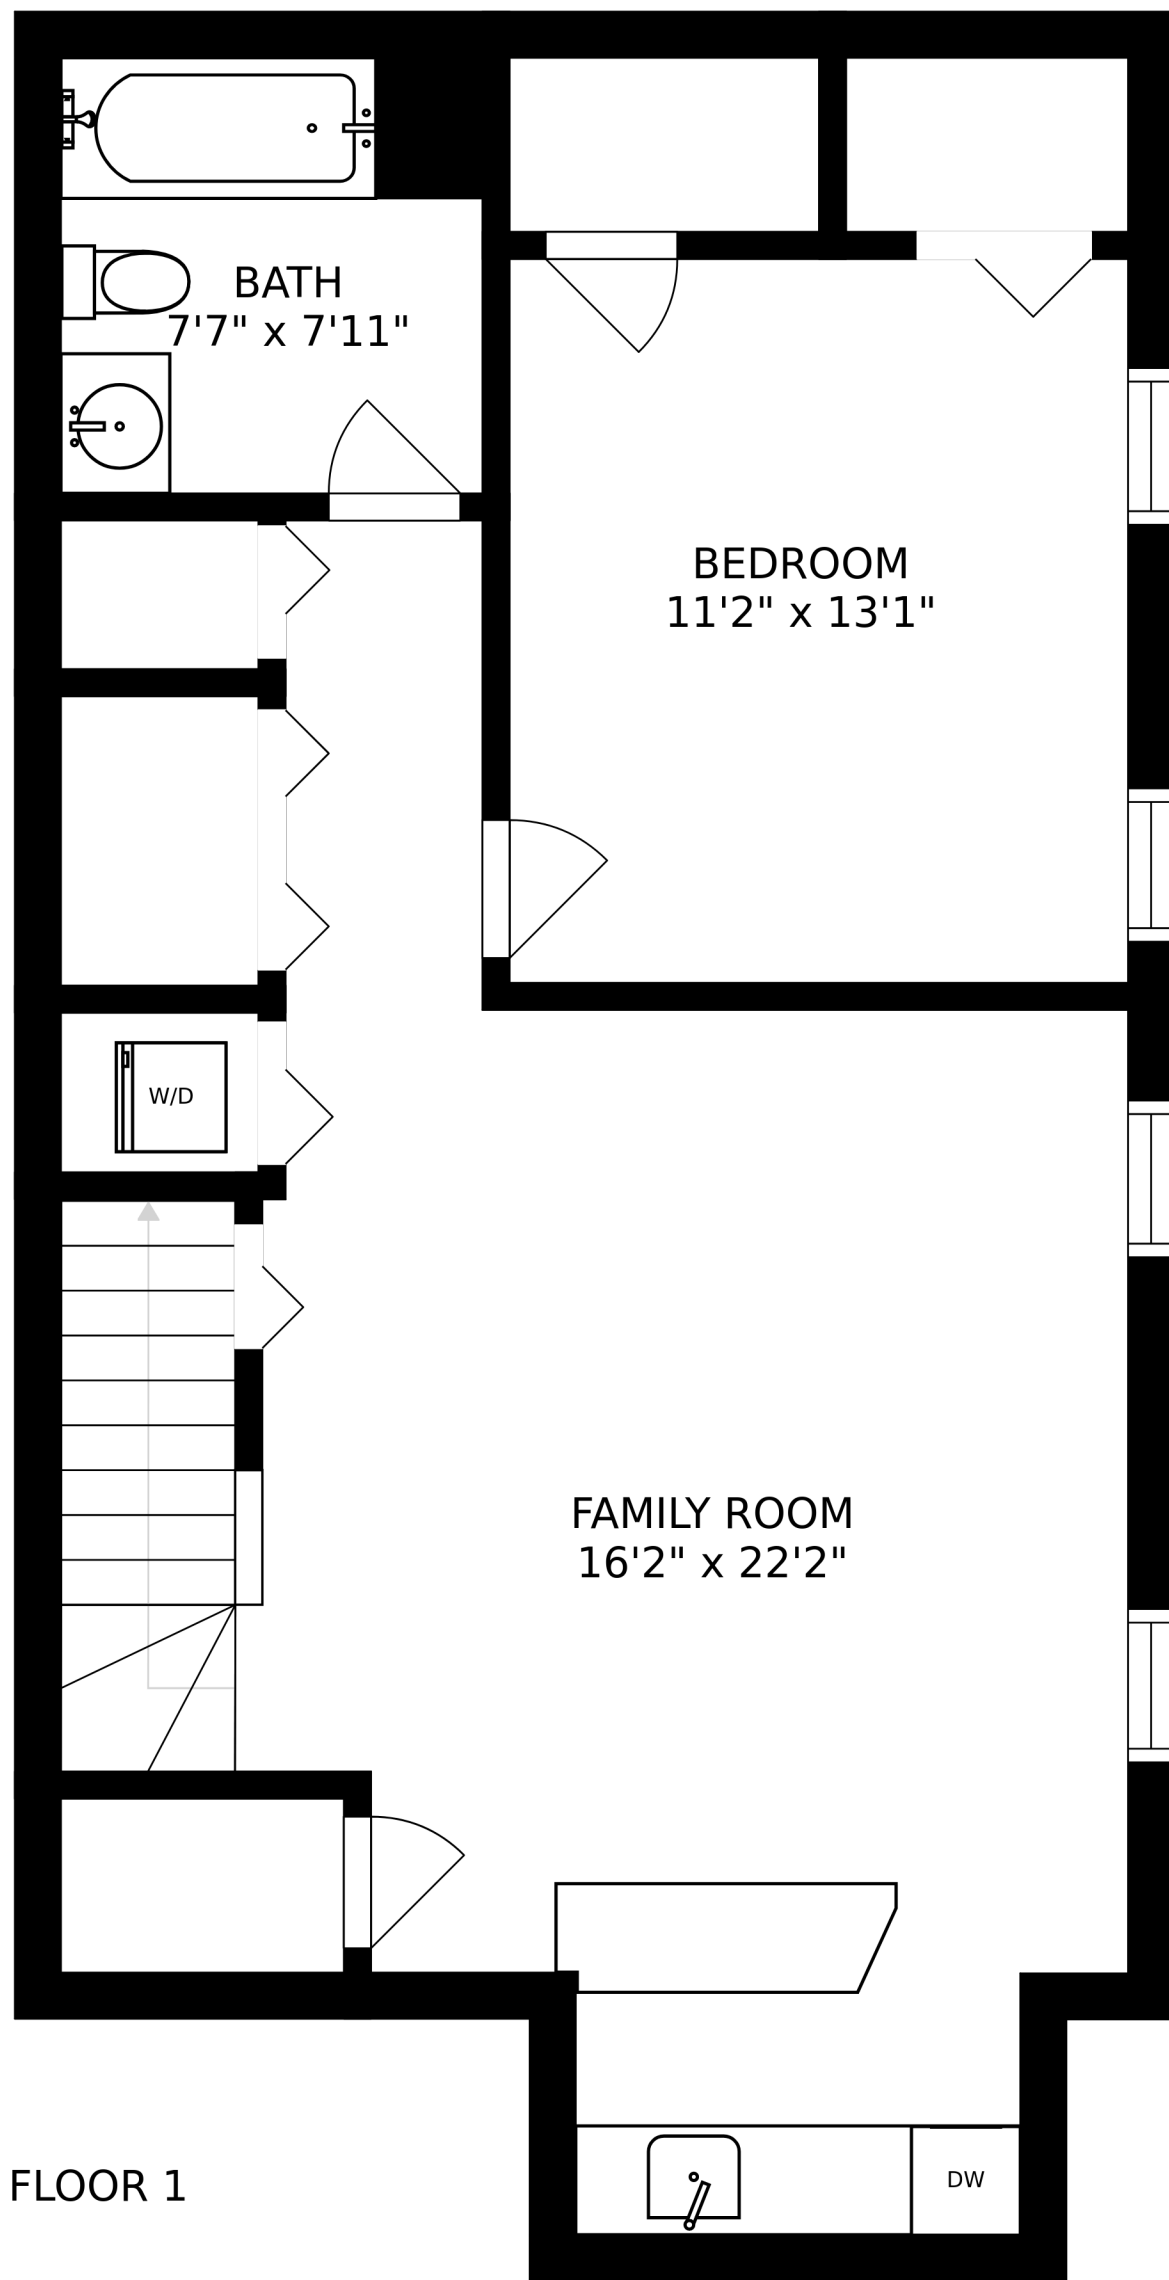 BATH
7'7" x 7'11"
BEDROOM
11'2" x 13'1"
W/D
FAMILY ROOM
16'2" x 22'2"
DW
FLOOR 1